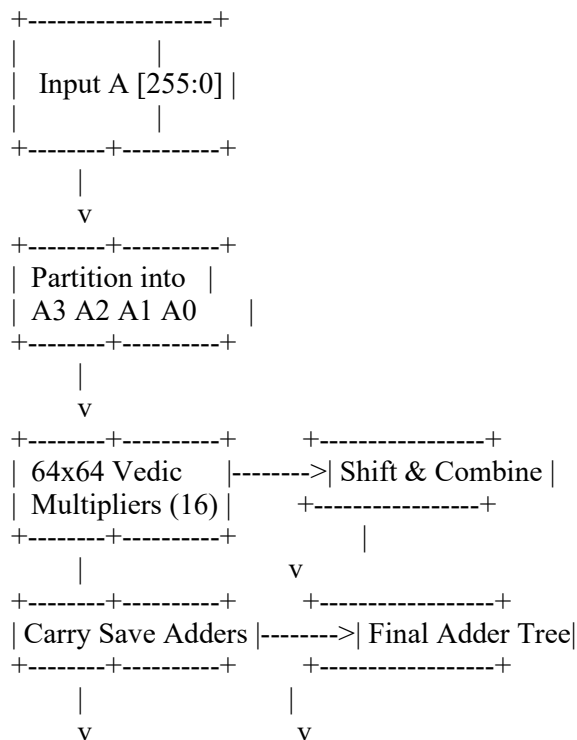 +-------------------+
|                   |
|   Input A [255:0] |
|                   |
+--------+----------+
         |
         v
+--------+----------+
|  Partition into   |
|  A3 A2 A1 A0      |
+--------+----------+
         |
         v
+--------+----------+        +-----------------+
|  64x64 Vedic      |-------->| Shift & Combine |
|  Multipliers (16) |        +-----------------+
+--------+----------+                |
         |                           v
+--------+----------+        +------------------+
| Carry Save Adders |-------->| Final Adder Tree|
+--------+----------+        +------------------+
         |                           |
         v                           v